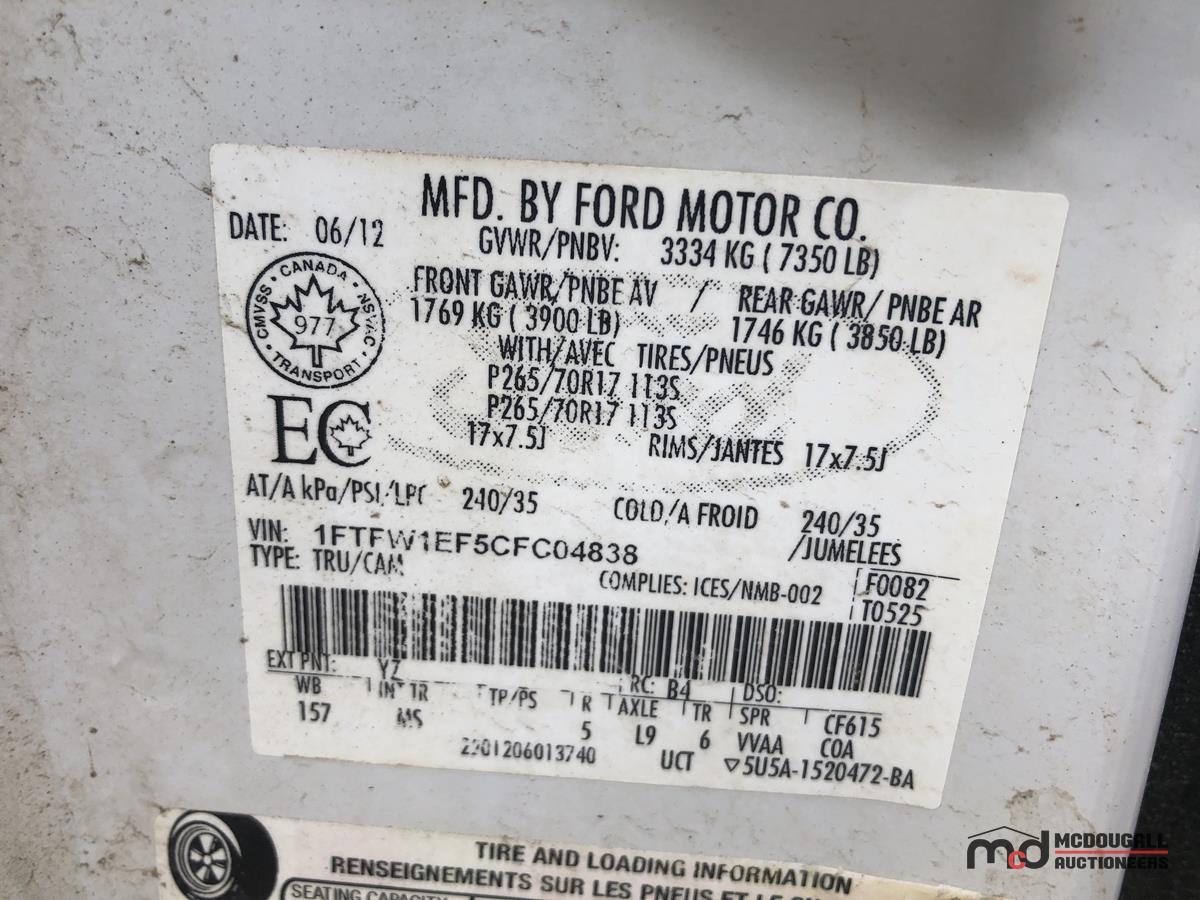 MFD. BY FORD MOTOR CO.
DATE: 06/12
GVWR/PNBV: 3334 KG ( 7350 LB)
FRONT GAWR/PNBE AV / REAR GAWR/ PNBE AR
1769 KG ( 3900 LB) 1746 KG ( 3850 LB)
WITH/AVEC TIRES/PNEUS
P265/70R17 113S
P265/70R17 113S
17x7.5J RIMS/JANTES 17x7.5J
CMVSS · CANADA · NSVAC · TRANSPORT ·
977
EC
AT/A kPa/PSI/LPC 240/35 COLD/A FROID 240/35
/JUMELEES
VIN: 1FTFW1EF5CFC04838
TYPE: TRU/CAM
COMPLIES: ICES/NMB-002
F0082
T0525
EXT PNT: YZ RC: B4 DSO:
WB INT TR TP/PS R AXLE TR SPR CF615
157 MS 5 L9 6 VVAA COA
2201206013740 UCT ▽5U5A-1520472-BA
TIRE AND LOADING INFORMATION
RENSEIGNEMENTS SUR LES PNEUS ET LE
SEATING CAPACITY
mcd MCDOUGALL
AUCTIONEERS